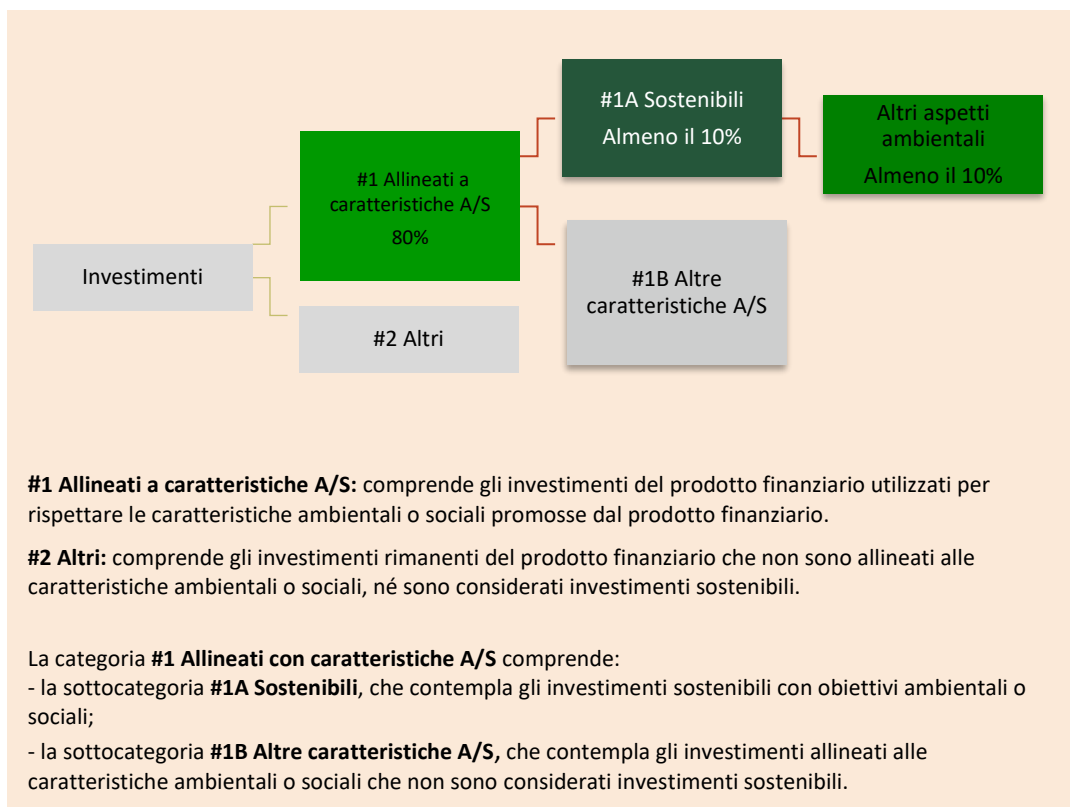 #1A Sostenibili
Almeno il 10%
Altri aspetti
ambientali
Almeno il 10%
#1 Allineati a
caratteristiche A/S
80%
Investimenti
#1B Altre
caratteristiche A/S
#2 Altri
#1 Allineati a caratteristiche A/S: comprende gli investimenti del prodotto finanziario utilizzati per
rispettare le caratteristiche ambientali o sociali promosse dal prodotto finanziario.
#2 Altri: comprende gli investimenti rimanenti del prodotto finanziario che non sono allineati alle
caratteristiche ambientali o sociali, né sono considerati investimenti sostenibili.
La categoria #1 Allineati con caratteristiche A/S comprende:
- la sottocategoria #1A Sostenibili, che contempla gli investimenti sostenibili con obiettivi ambientali o
sociali;
- la sottocategoria #1B Altre caratteristiche A/S, che contempla gli investimenti allineati alle
caratteristiche ambientali o sociali che non sono considerati investimenti sostenibili.